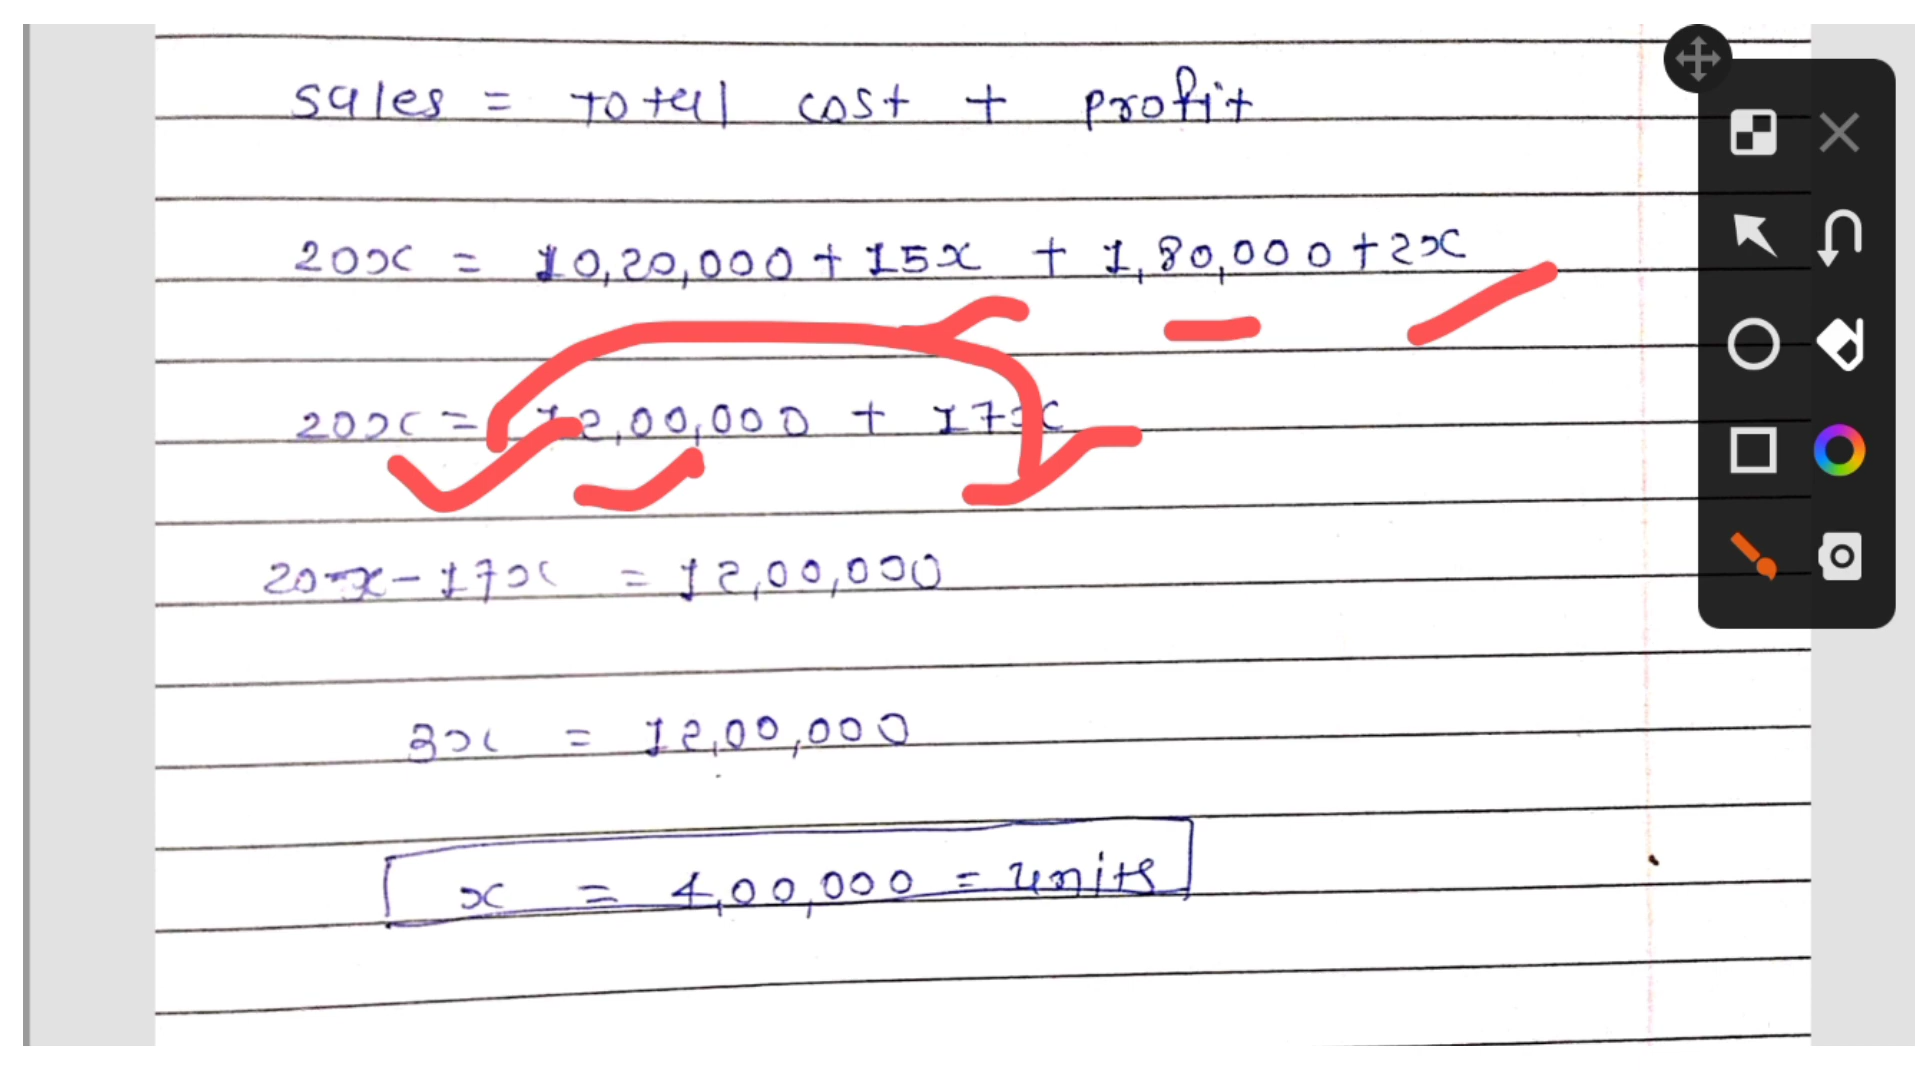 sales = total cost + profit
20x = 10,20,000 + 15x + 1,80,000 + 2x
20x = 12,00,000 + 17x
20x - 17x = 12,00,000
3x = 12,00,000
x = 4,00,000 = units